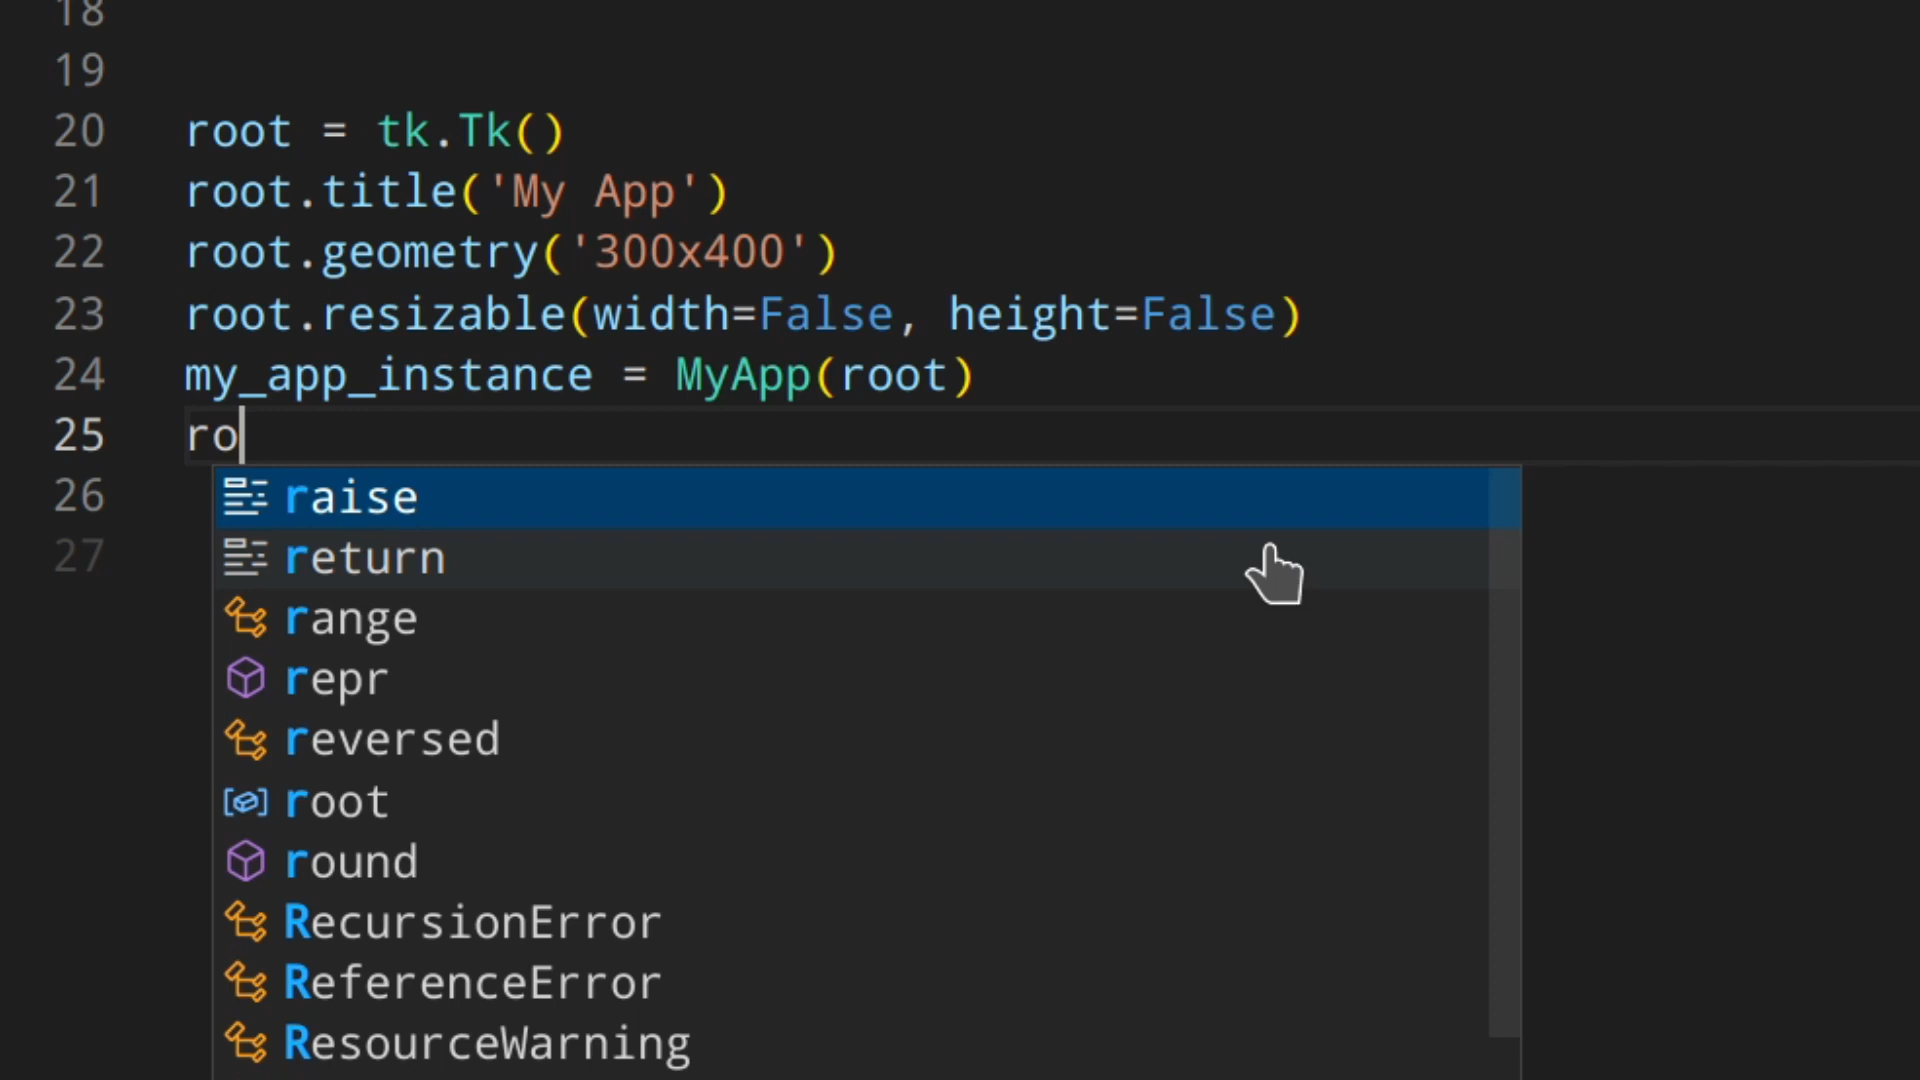 18
19
20 root = tk.Tk()
21 root.title('My App')
22 root.geometry('300x400')
23 root.resizable(width=False, height=False)
24 my_app_instance = MyApp(root)
25 ro
26 raise
27 return
range
repr
reversed
root
round
RecursionError
ReferenceError
ResourceWarning